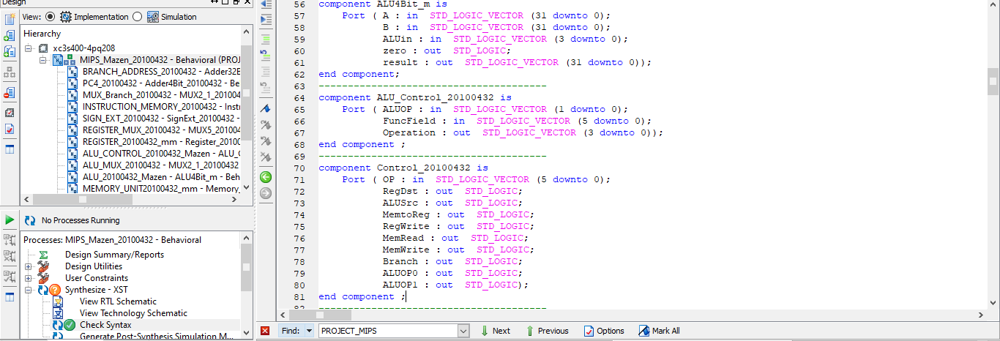 Design
View:
Implementation
Simulation
Hierarchy
xc3s400-4pq208
MIPS_Mazen_20100432 - Behavioral (PROJ
BRANCH_ADDRESS_20100432 - Adder32B
PC4_20100432 - Adder4Bit_20100432 - Be
MUX_Branch_20100432 - MUX2_1_201004
INSTRUCTION_MEMORY_20100432 - Instr
SIGN_EXT_20100432 - SignExt_20100432 -
REGISTER_MUX_20100432 - MUX5_201004
REGISTER_20100432_mm - Register_20100
ALU_CONTROL_20100432_Mazen - ALU_C
ALU_MUX_20100432 - MUX2_1_20100432
ALU_20100432_Mazen - ALU4Bit_m - Beh
MEMORY_UNIT20100432_mm - Memory_
No Processes Running
Processes: MIPS_Mazen_20100432 - Behavioral
Design Summary/Reports
Design Utilities
User Constraints
Synthesize - XST
View RTL Schematic
View Technology Schematic
Check Syntax
Generate Post-Synthesis Simulation M...
56 component ALU4Bit_m is
57 Port ( A : in STD_LOGIC_VECTOR (31 downto 0);
58 B : in STD_LOGIC_VECTOR (31 downto 0);
59 ALUin : in STD_LOGIC_VECTOR (3 downto 0);
60 zero : out STD_LOGIC;
61 result : out STD_LOGIC_VECTOR (31 downto 0));
62 end component;
63 ---------------------------------------
64 component ALU_Control_20100432 is
65 Port ( ALUOP : in STD_LOGIC_VECTOR (1 downto 0);
66 FuncField : in STD_LOGIC_VECTOR (5 downto 0);
67 Operation : out STD_LOGIC_VECTOR (3 downto 0));
68 end component ;
69 ---------------------------------------
70 component Control_20100432 is
71 Port ( OP : in STD_LOGIC_VECTOR (5 downto 0);
72 RegDst : out STD_LOGIC;
73 ALUSrc : out STD_LOGIC;
74 MemtoReg : out STD_LOGIC;
75 RegWrite : out STD_LOGIC;
76 MemRead : out STD_LOGIC;
77 MemWrite : out STD_LOGIC;
78 Branch : out STD_LOGIC;
79 ALUOP0 : out STD_LOGIC;
80 ALUOP1 : out STD_LOGIC);
81 end component ;
82 ---------------------------------------
Find:
PROJECT_MIPS
Next
Previous
Options
Mark All